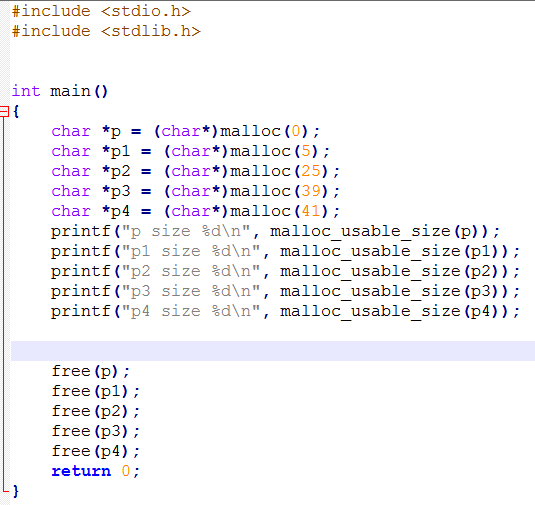 #include <stdio.h>
#include <stdlib.h>
int main()
{
char *p = (char*)malloc(0);
char *p1 = (char*)malloc(5);
char *p2 = (char*)malloc(25);
char *p3 = (char*)malloc(39);
char *p4 = (char*)malloc(41);
printf("p size %d\n", malloc_usable_size(p));
printf("p1 size %d\n", malloc_usable_size(p1));
printf("p2 size %d\n", malloc_usable_size(p2));
printf("p3 size %d\n", malloc_usable_size(p3));
printf("p4 size %d\n", malloc_usable_size(p4));
free(p);
free(p1);
free(p2);
free(p3);
free(p4);
return 0;
}